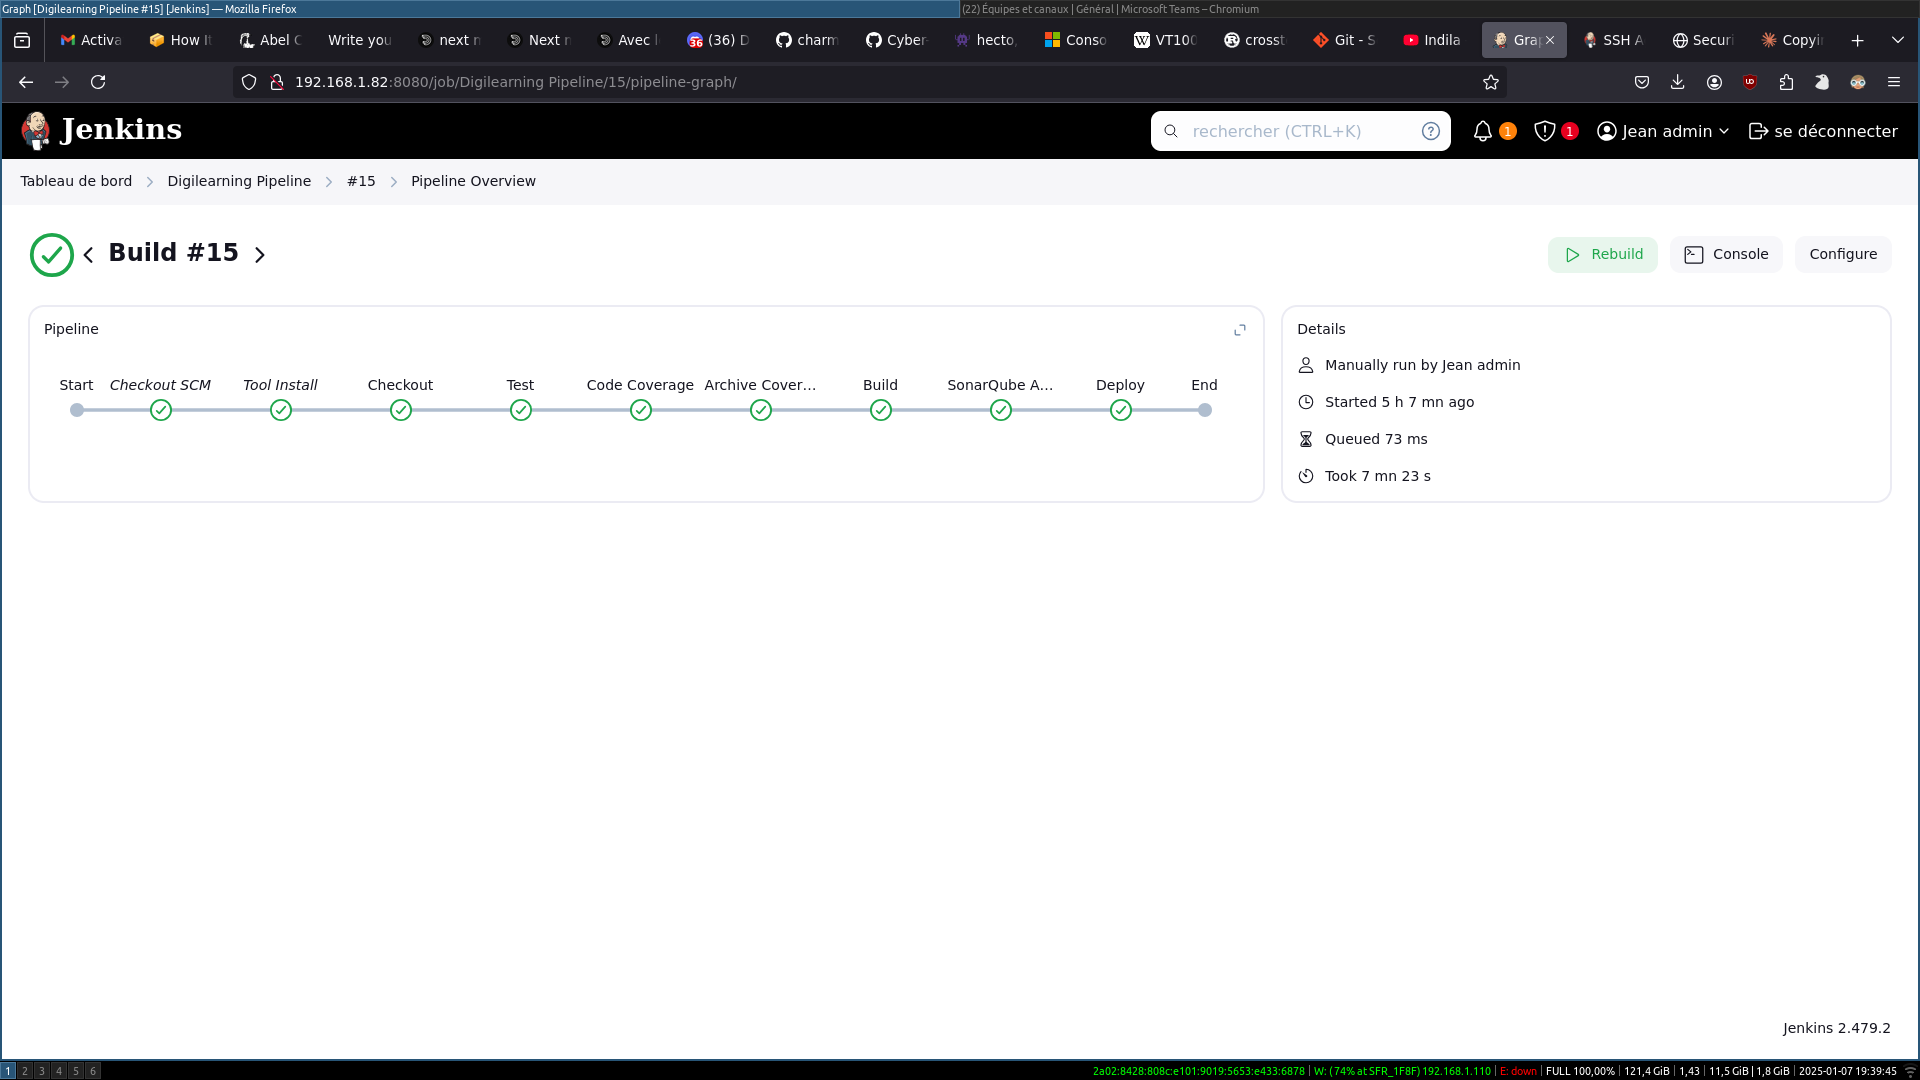 Graph [Digilearning Pipeline #15] [Jenkins] — Mozilla Firefox
(22) Équipes et canaux | Général | Microsoft Teams – Chromium
Activa How It Abel C Write you next n Next n Avec l (36) D charm Cyber- hecto, Conso VT100 crosst Git - S Indila Gra SSH A Securi Copyi
192.168.1.82:8080/job/Digilearning Pipeline/15/pipeline-graph/
Jenkins rechercher (CTRL+K) 1 1 Jean admin se déconnecter
Tableau de bord Digilearning Pipeline #15 Pipeline Overview
Build #15 Rebuild Console Configure
Pipeline
Start Checkout SCM Tool Install Checkout Test Code Coverage Archive Cover... Build SonarQube A... Deploy End
Details
Manually run by Jean admin
Started 5 h 7 mn ago
Queued 73 ms
Took 7 mn 23 s
Jenkins 2.479.2
1 2 3 4 5 6 2a02:8428:808c:e101:9019:5653:e433:6878 | W: (74% at SFR_1F8F) 192.168.1.110 | E: down | FULL 100,00% | 121,4 GiB | 1,43 | 11,5 GiB | 1,8 GiB | 2025-01-07 19:39:45